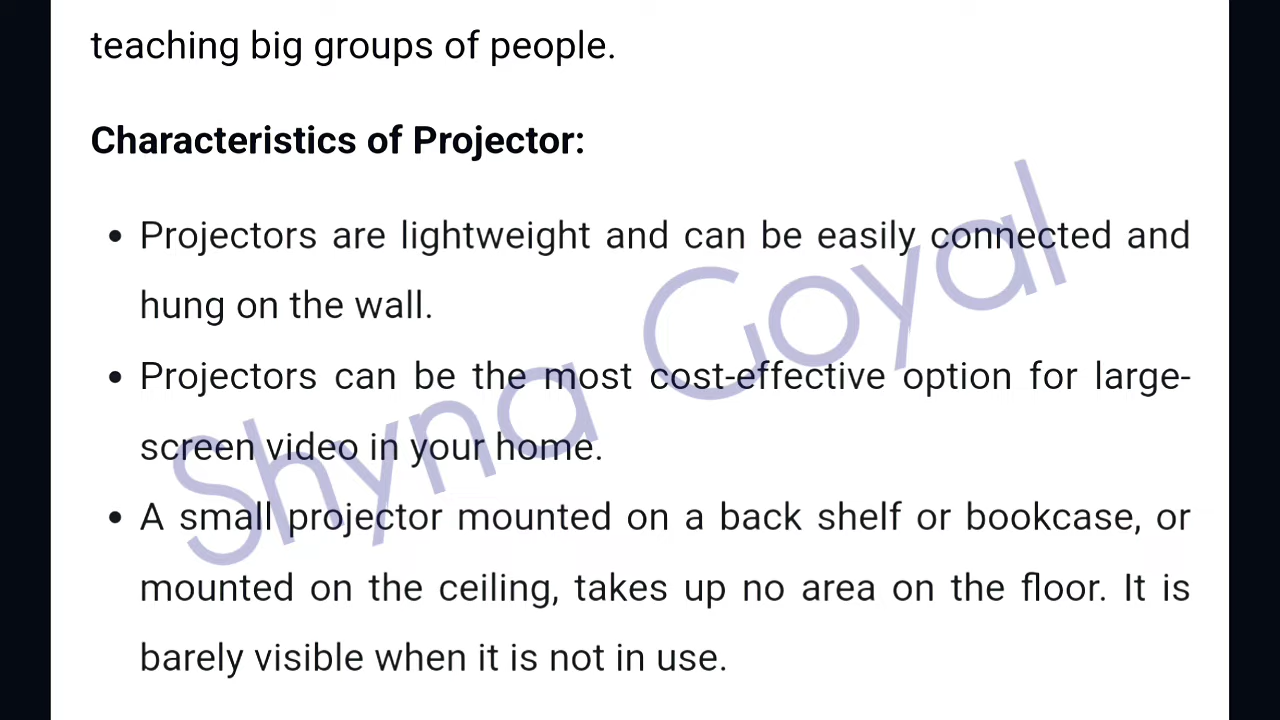 teaching big groups of people.
Characteristics of Projector:
• Projectors are lightweight and can be easily connected and
hung on the wall.
• Projectors can be the most cost-effective option for large-
screen video in your home.
• A small projector mounted on a back shelf or bookcase, or
mounted on the ceiling, takes up no area on the floor. It is
barely visible when it is not in use.
Shyna Goyal